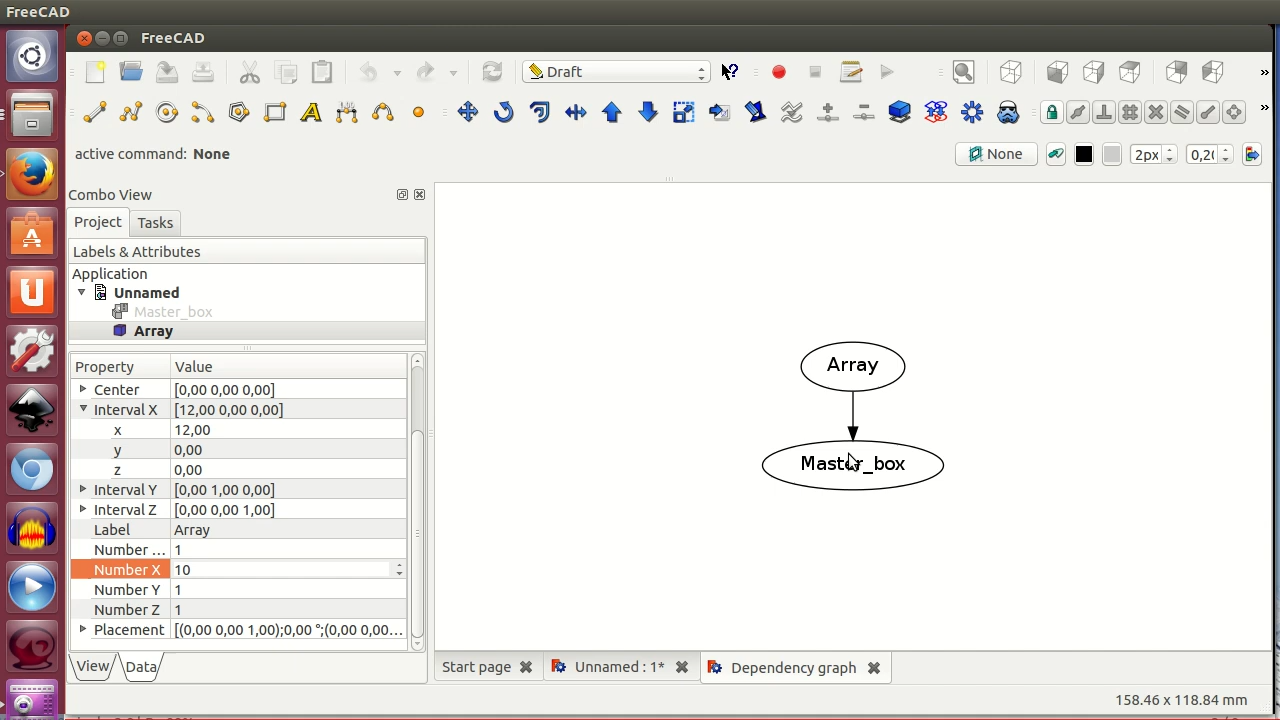 FreeCAD
FreeCAD
Draft
»
»
active command: None
None
2px
0,20
Combo View
Project
Tasks
Labels & Attributes
Application
Unnamed
Master_box
Array
Property Value
Center [0,00 0,00 0,00]
Interval X [12,00 0,00 0,00]
x 12,00
y 0,00
z 0,00
Interval Y [0,00 1,00 0,00]
Interval Z [0,00 0,00 1,00]
Label Array
Number ... 1
Number X 10
Number Y 1
Number Z 1
Placement [(0,00 0,00 1,00);0,00 °;(0,00 0,00...
View
Data
Array
Master_box
Start page
Unnamed : 1*
Dependency graph
158.46 x 118.84 mm